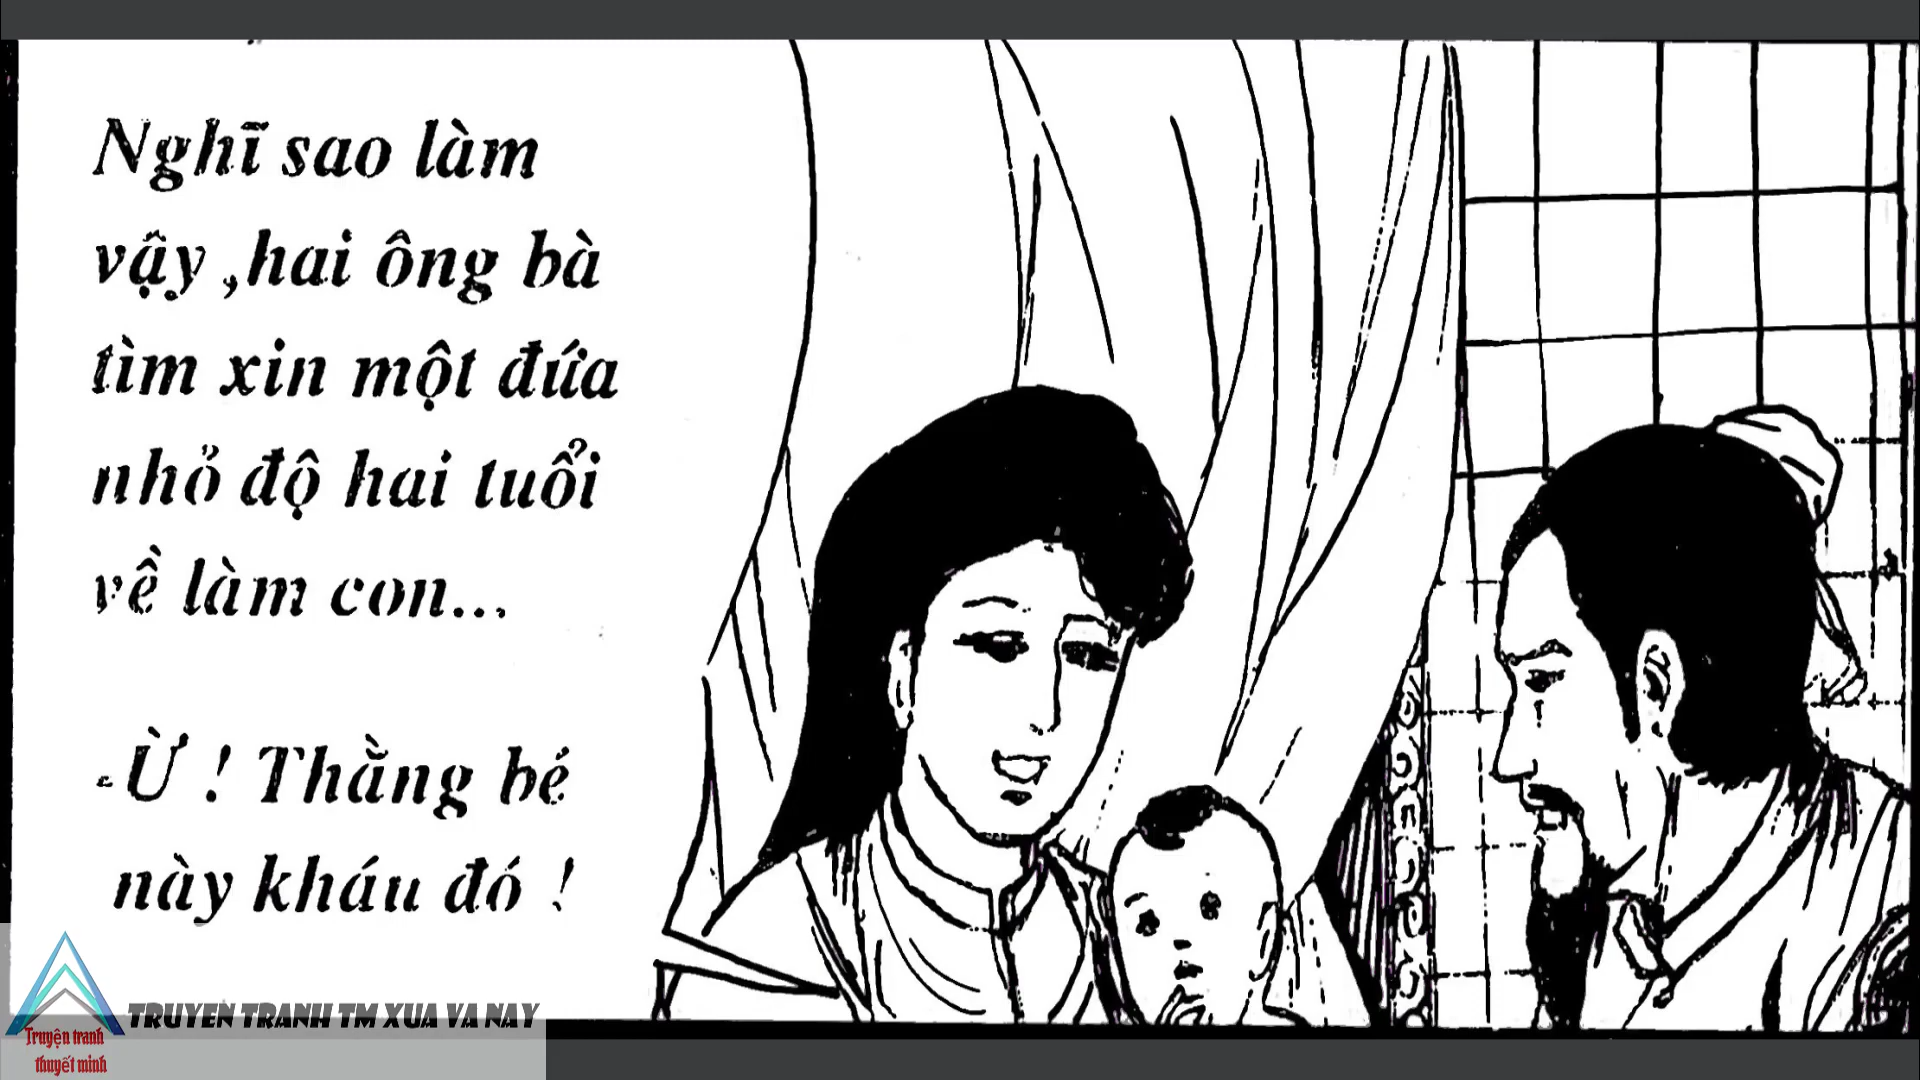 Nghĩ sao làm
vậy, hai ông bà
tìm xin một đứa
nhỏ độ hai tuổi
về làm con...
-Ừ ! Thằng bé
này kháu đó !
TRUYEN TRANH TM XUA VA NAY
Truyện tranh
thuyết minh